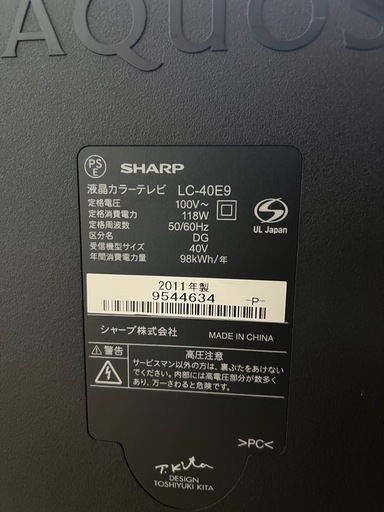 AQUOS
PS
E
SHARP
液晶カラーテレビ LC-40E9
定格電圧 100V～
定格消費電力 118W
定格周波数 50/60Hz
区分名 DG
受信機型サイズ 40V
年間消費電力量 98kWh/年
S
UL Japan
2011年製
9544634 -P-
シャープ株式会社 MADE IN CHINA
⚠警告 高圧注意
サービスマン以外の方は、裏ぶたをあけない
でください。内部には高電圧部分が数多く
あり、万一さわると危険です。
>PC<
T.Kita
DESIGN
TOSHIYUKI KITA